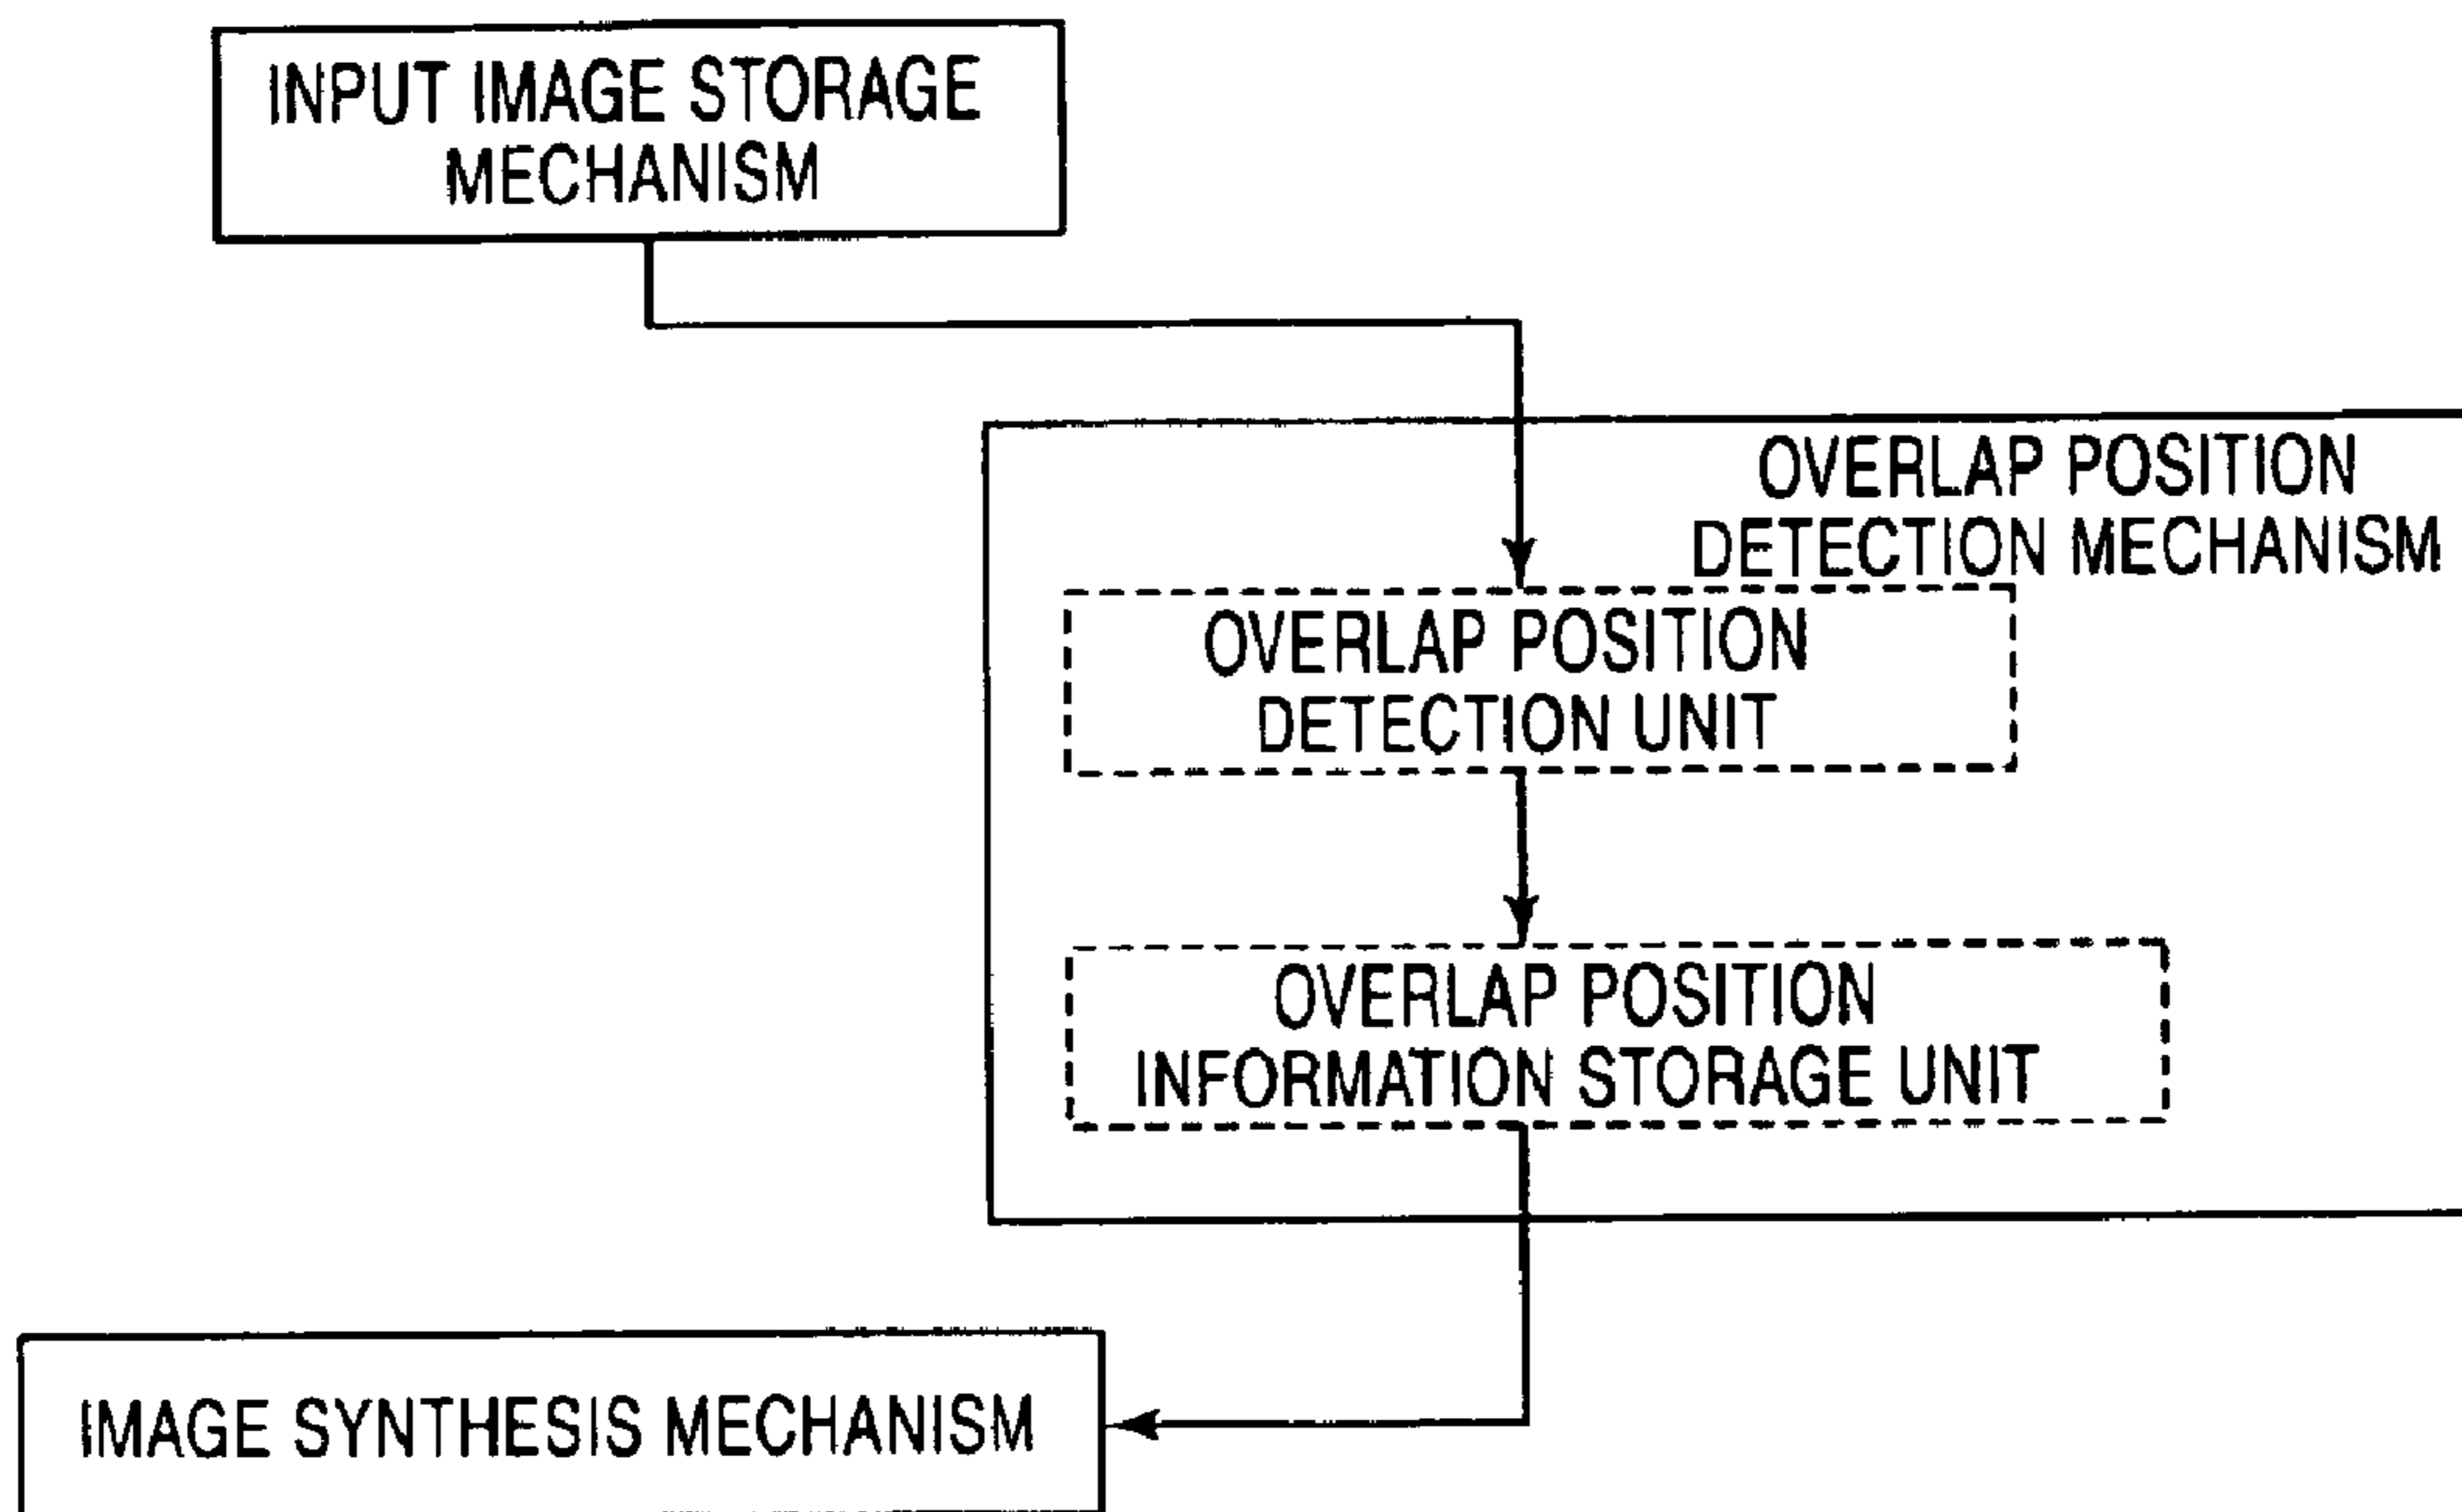 INPUT IMAGE STORAGE
MECHANISM
OVERLAP POSITION
DETECTION MECHANISM
OVERLAP POSITION
DETECTION UNIT
OVERLAP POSITION
INFORMATION STORAGE UNIT
IMAGE SYNTHESIS MECHANISM